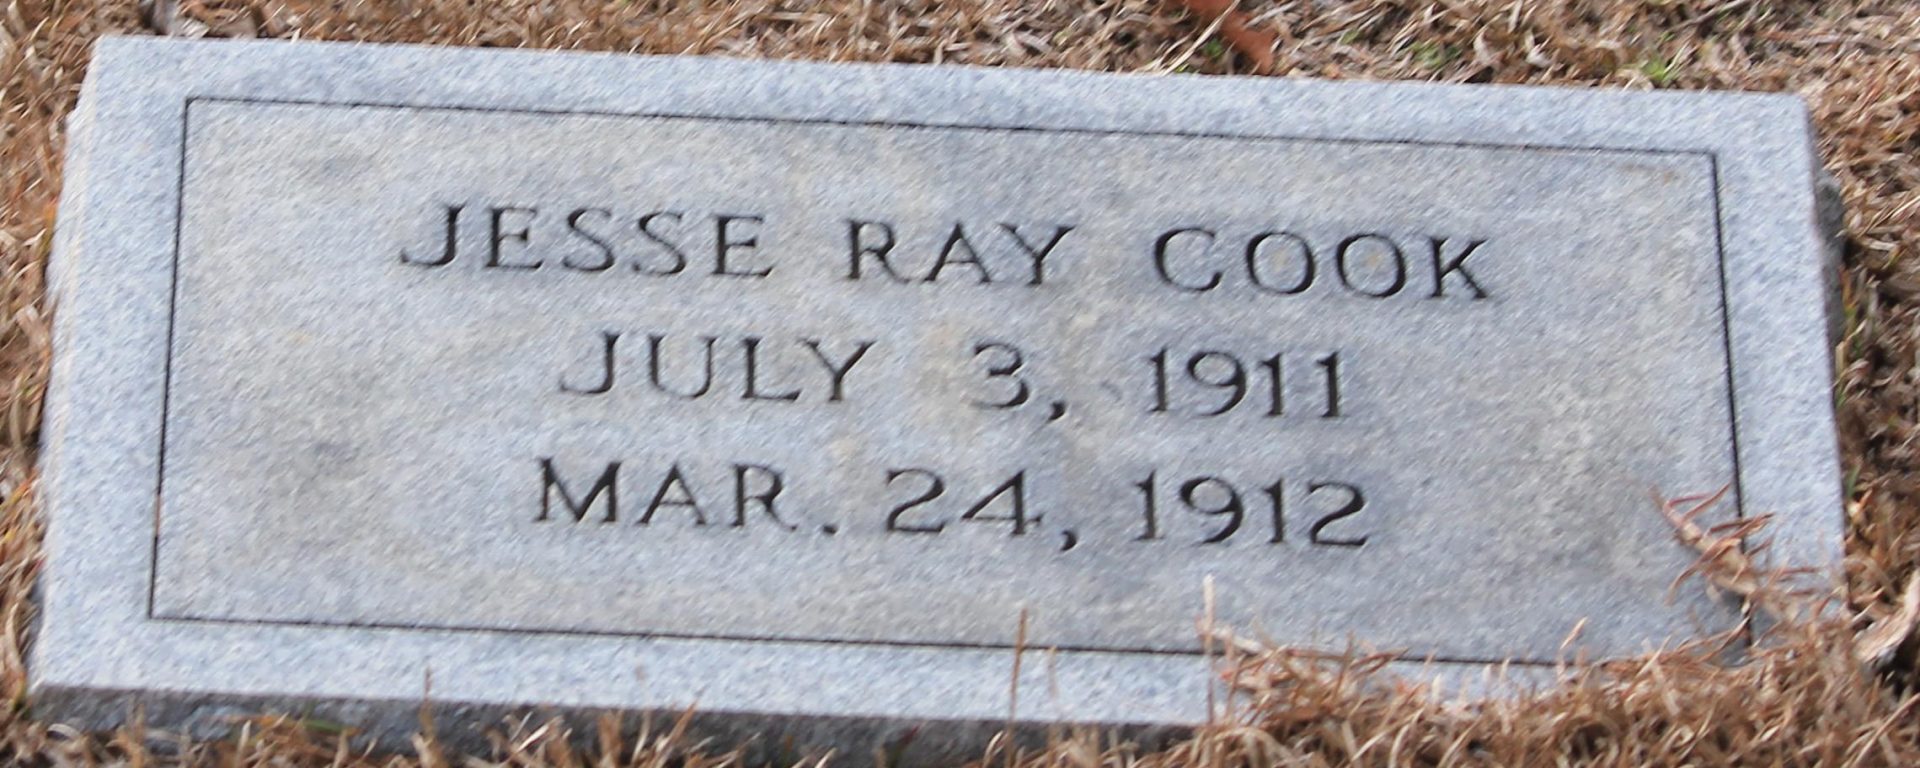 JESSE RAY COOK
JULY 3, 1911
MAR. 24, 1912